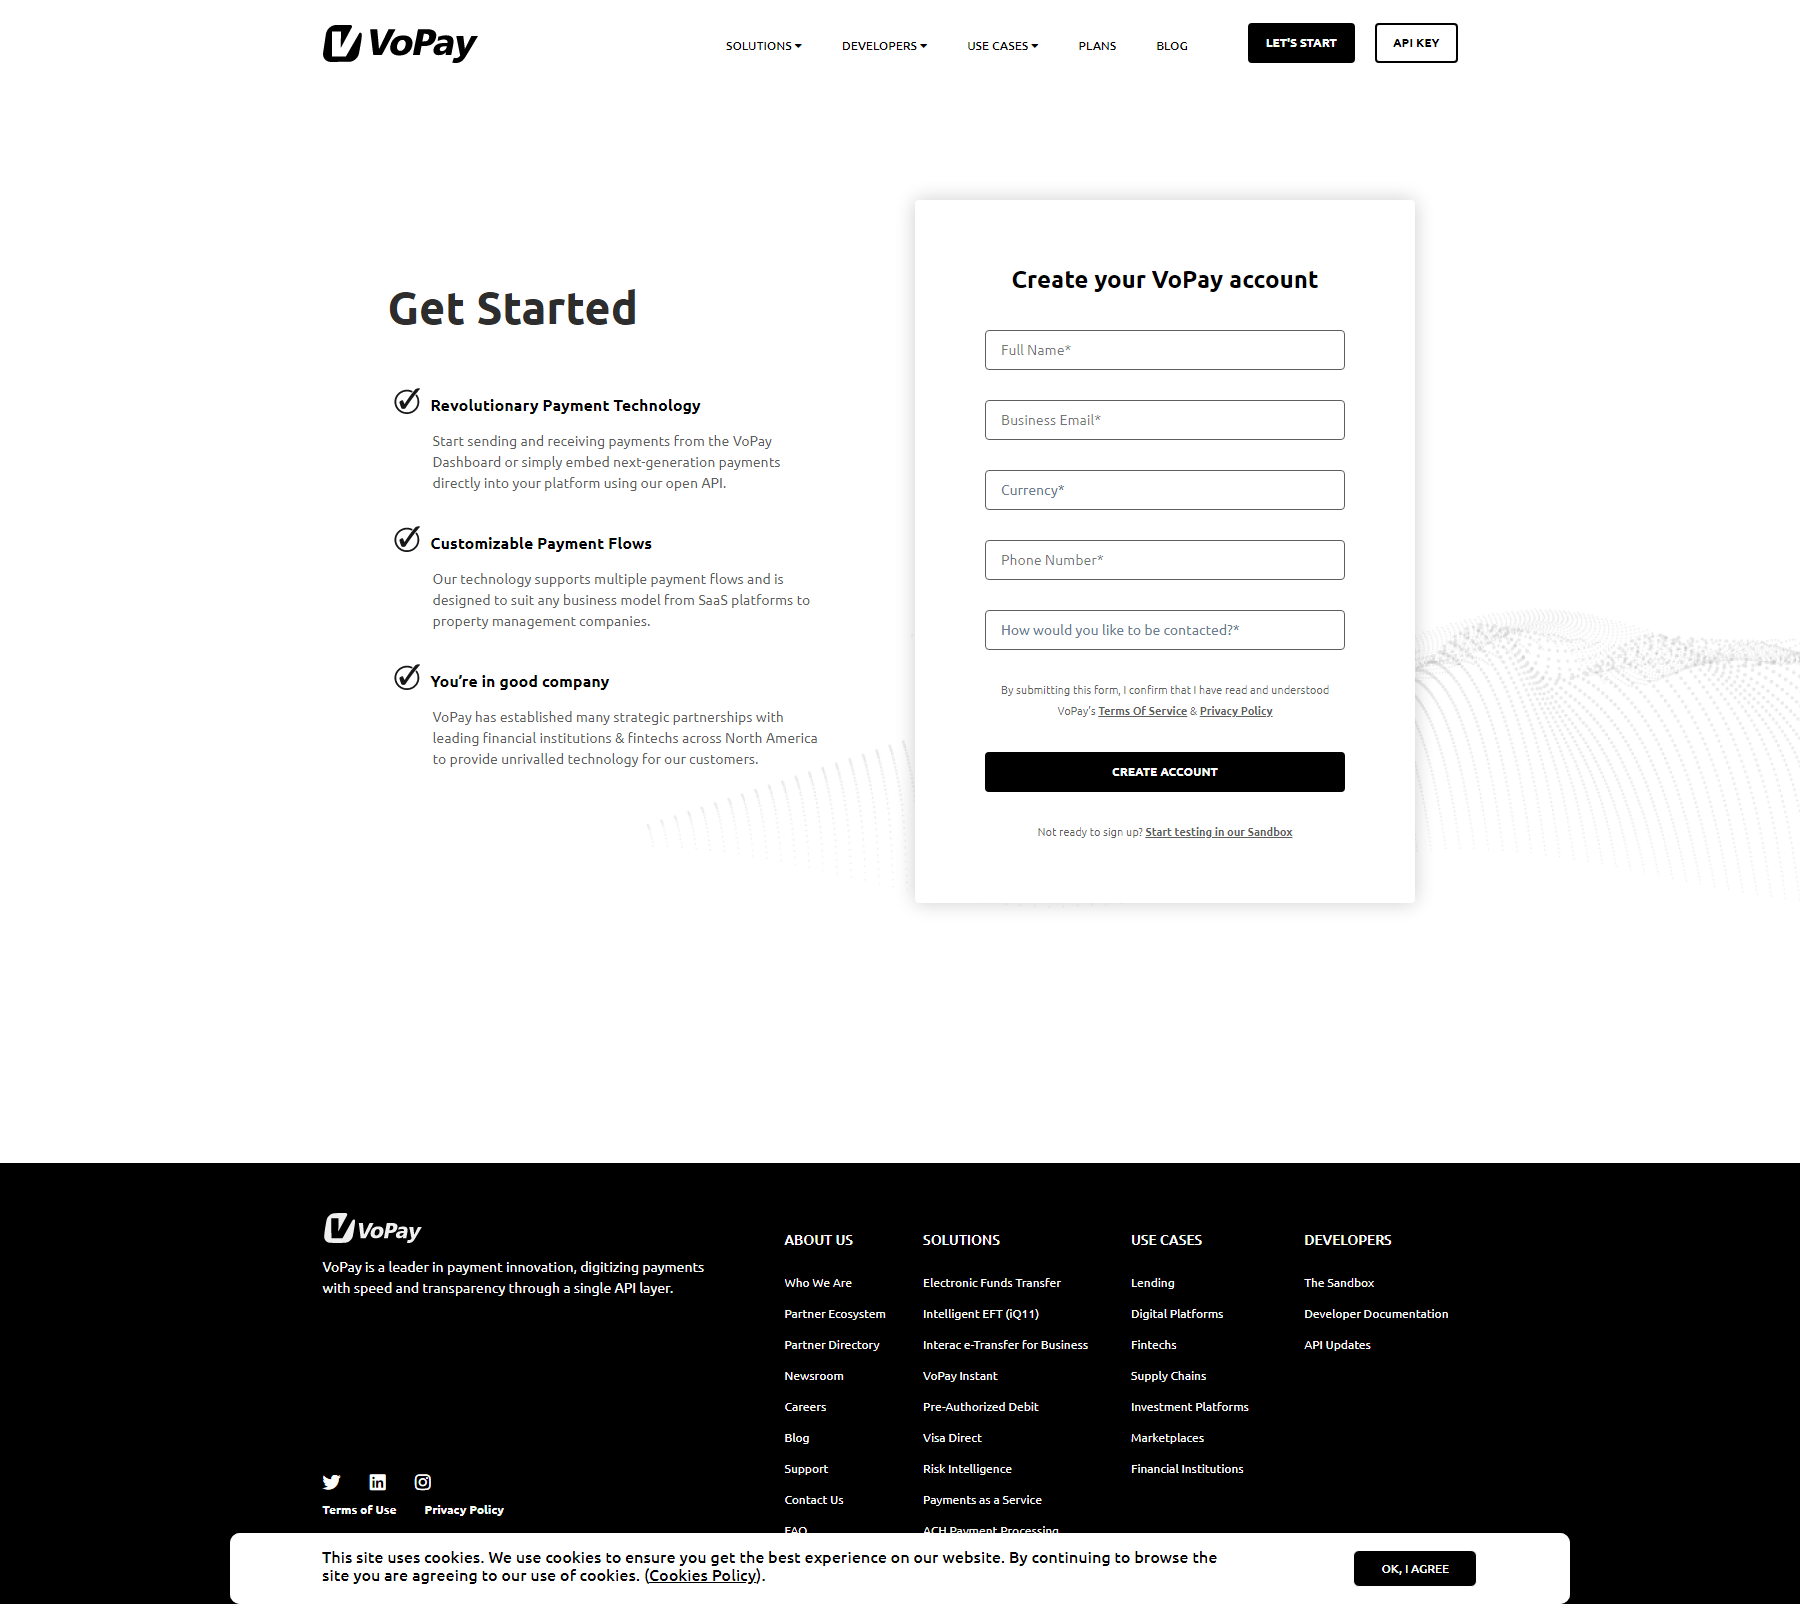 VoPay
SOLUTIONS
DEVELOPERS
USE CASES
PLANS
BLOG
LET'S START
API KEY
Get Started
Revolutionary Payment Technology
Start sending and receiving payments from the VoPay
Dashboard or simply embed next-generation payments
directly into your platform using our open API.
Customizable Payment Flows
Our technology supports multiple payment flows and is
designed to suit any business model from SaaS platforms to
property management companies.
You're in good company
VoPay has established many strategic partnerships with
leading financial institutions & fintechs across North America
to provide unrivalled technology for our customers.
Create your VoPay account
Full Name*
Business Email*
Currency*
Phone Number*
How would you like to be contacted?*
By submitting this form, I confirm that I have read and understood
VoPay's Terms Of Service & Privacy Policy
CREATE ACCOUNT
Not ready to sign up? Start testing in our Sandbox
VoPay
VoPay is a leader in payment innovation, digitizing payments
with speed and transparency through a single API layer.
Terms of Use
Privacy Policy
ABOUT US
Who We Are
Partner Ecosystem
Partner Directory
Newsroom
Careers
Blog
Support
Contact Us
FAQ
SOLUTIONS
Electronic Funds Transfer
Intelligent EFT (iQ11)
Interac e-Transfer for Business
VoPay Instant
Pre-Authorized Debit
Visa Direct
Risk Intelligence
Payments as a Service
ACH Payment Processing
USE CASES
Lending
Digital Platforms
Fintechs
Supply Chains
Investment Platforms
Marketplaces
Financial Institutions
DEVELOPERS
The Sandbox
Developer Documentation
API Updates
This site uses cookies. We use cookies to ensure you get the best experience on our website. By continuing to browse the
site you are agreeing to our use of cookies. (Cookies Policy).
OK, I AGREE